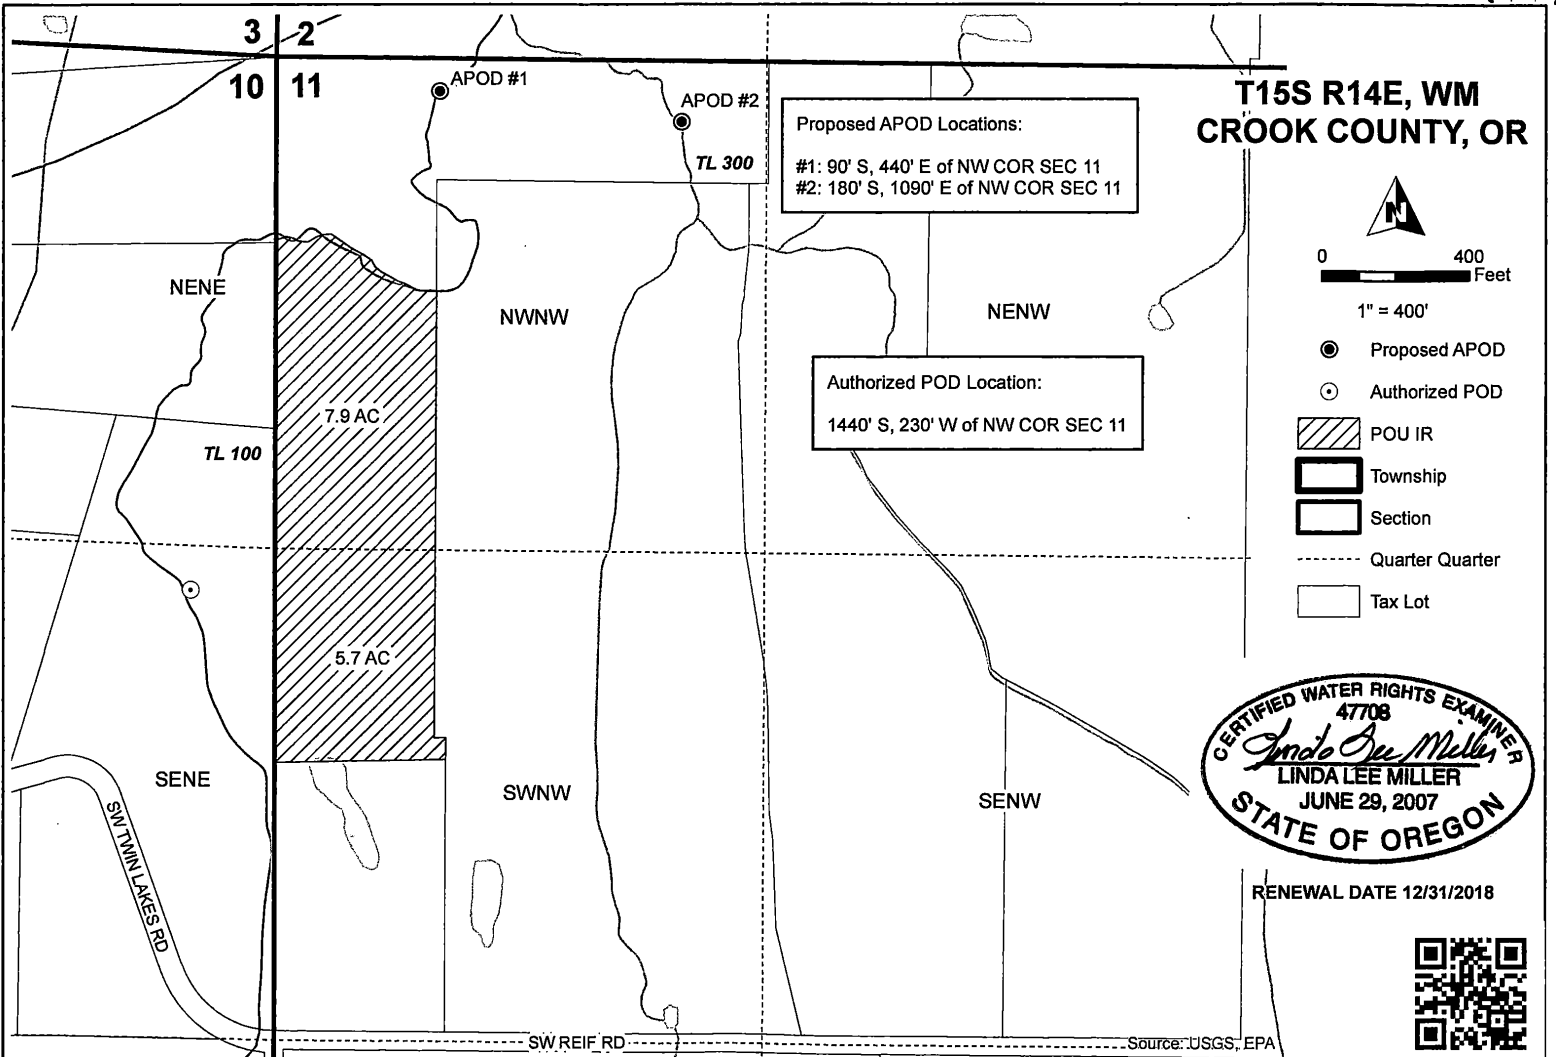 3 2
10 11
APOD #1
APOD #2
TL 300
Proposed APOD Locations:
#1: 90' S, 440' E of NW COR SEC 11
#2: 180' S, 1090' E of NW COR SEC 11
T15S R14E, WM
CROOK COUNTY, OR
N
0 400
Feet
1" = 400'
Proposed APOD
Authorized POD
POU IR
Township
Section
Quarter Quarter
Tax Lot
NENE
NWNW
NENW
Authorized POD Location:
1440' S, 230' W of NW COR SEC 11
7.9 AC
TL 100
5.7 AC
SENE
SWNW
SENW
SW TWIN LAKES RD
SW REIF RD
Source: USGS, EPA
CERTIFIED WATER RIGHTS EXAMINER
47708
Linda Lee Miller
LINDA LEE MILLER
JUNE 29, 2007
STATE OF OREGON
RENEWAL DATE 12/31/2018